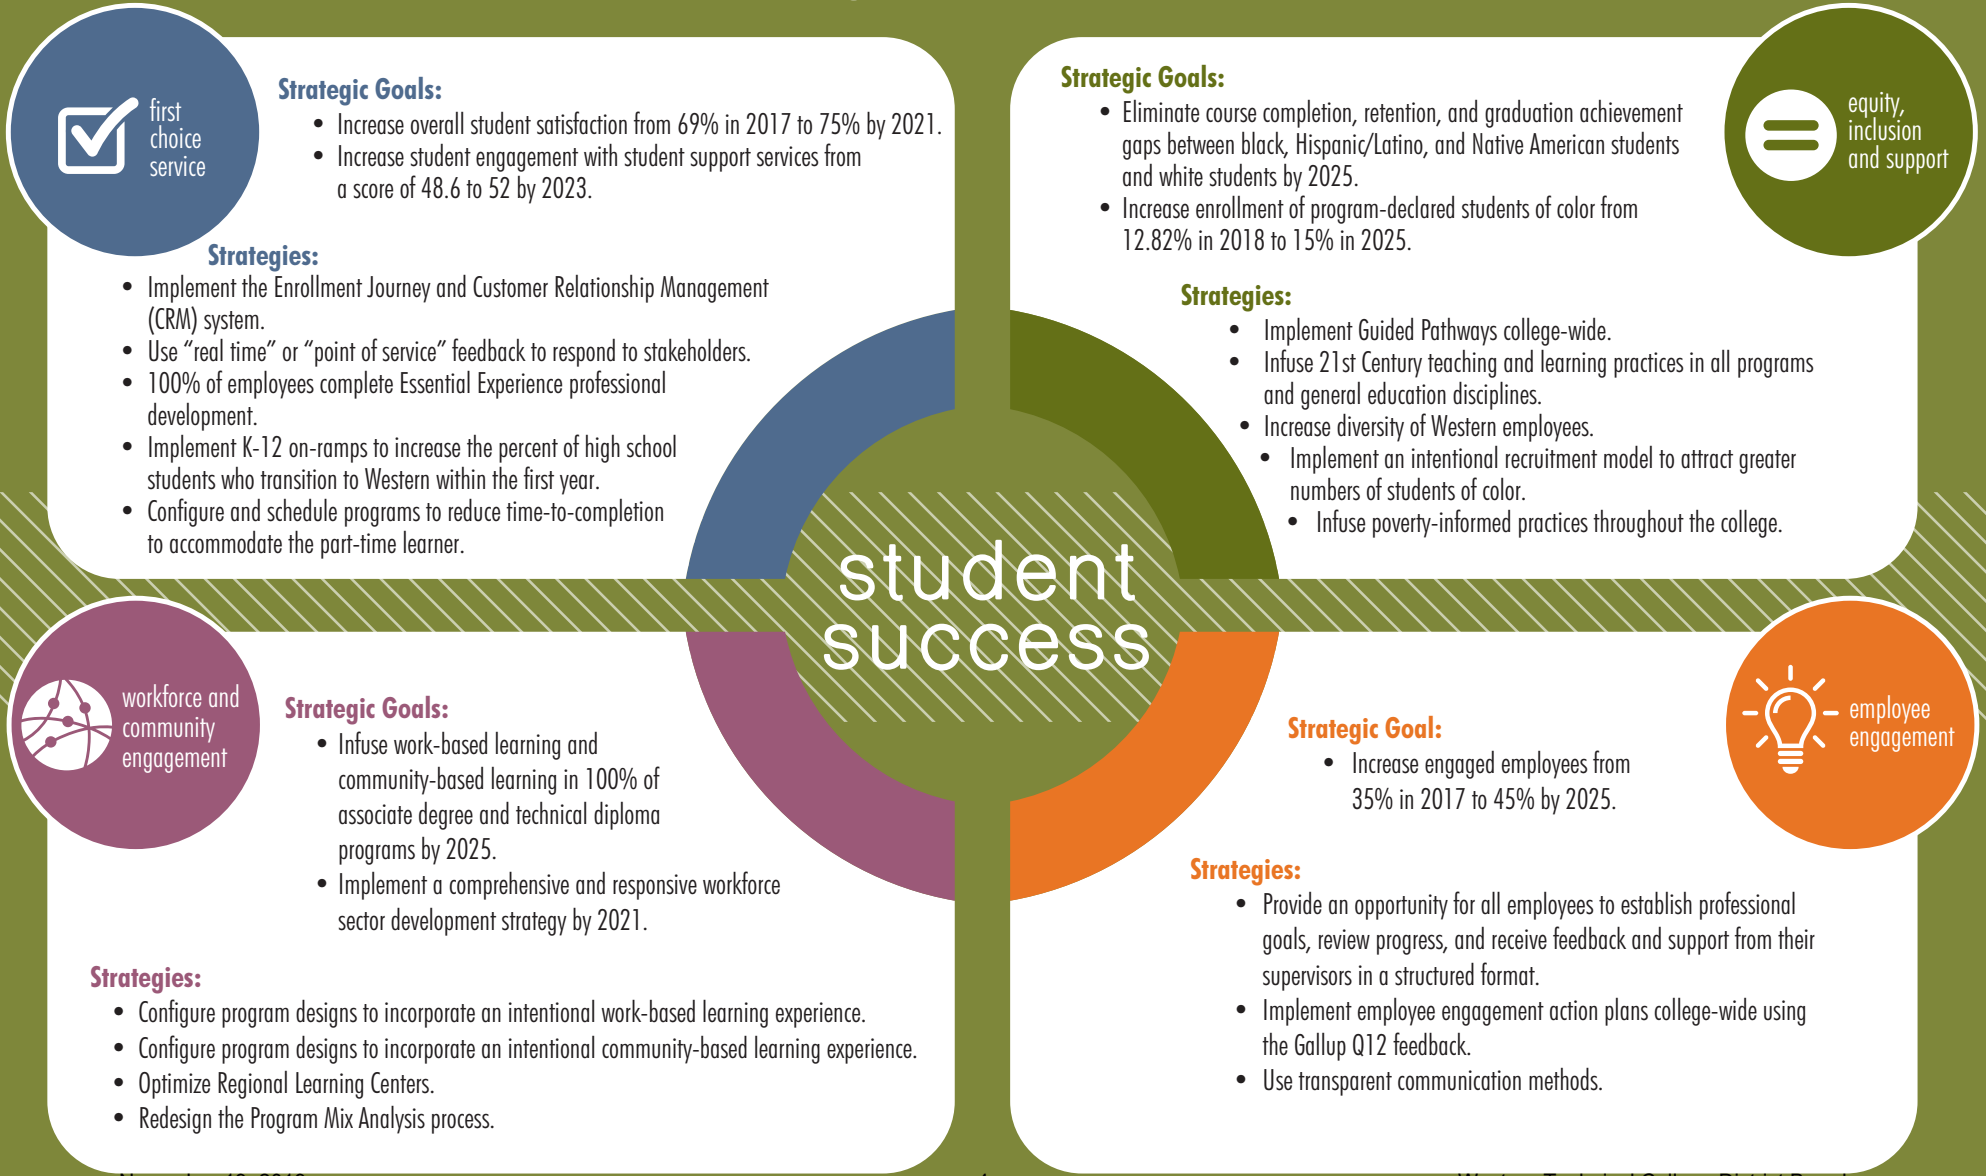 first
choice
service
Strategic Goals:
• Increase overall student satisfaction from 69% in 2017 to 75% by 2021.
• Increase student engagement with student support services from
a score of 48.6 to 52 by 2023.
Strategies:
• Implement the Enrollment Journey and Customer Relationship Management
(CRM) system.
• Use “real time” or “point of service” feedback to respond to stakeholders.
• 100% of employees complete Essential Experience professional
development.
• Implement K-12 on-ramps to increase the percent of high school
students who transition to Western within the first year.
• Configure and schedule programs to reduce time-to-completion
to accommodate the part-time learner.
equity,
inclusion
and support
Strategic Goals:
• Eliminate course completion, retention, and graduation achievement
gaps between black, Hispanic/Latino, and Native American students
and white students by 2025.
• Increase enrollment of program-declared students of color from
12.82% in 2018 to 15% in 2025.
Strategies:
• Implement Guided Pathways college-wide.
• Infuse 21st Century teaching and learning practices in all programs
and general education disciplines.
• Increase diversity of Western employees.
• Implement an intentional recruitment model to attract greater
numbers of students of color.
• Infuse poverty-informed practices throughout the college.
student
success
workforce and
community
engagement
Strategic Goals:
• Infuse work-based learning and
community-based learning in 100% of
associate degree and technical diploma
programs by 2025.
• Implement a comprehensive and responsive workforce
sector development strategy by 2021.
Strategies:
• Configure program designs to incorporate an intentional work-based learning experience.
• Configure program designs to incorporate an intentional community-based learning experience.
• Optimize Regional Learning Centers.
• Redesign the Program Mix Analysis process.
employee
engagement
Strategic Goal:
• Increase engaged employees from
35% in 2017 to 45% by 2025.
Strategies:
• Provide an opportunity for all employees to establish professional
goals, review progress, and receive feedback and support from their
supervisors in a structured format.
• Implement employee engagement action plans college-wide using
the Gallup Q12 feedback.
• Use transparent communication methods.